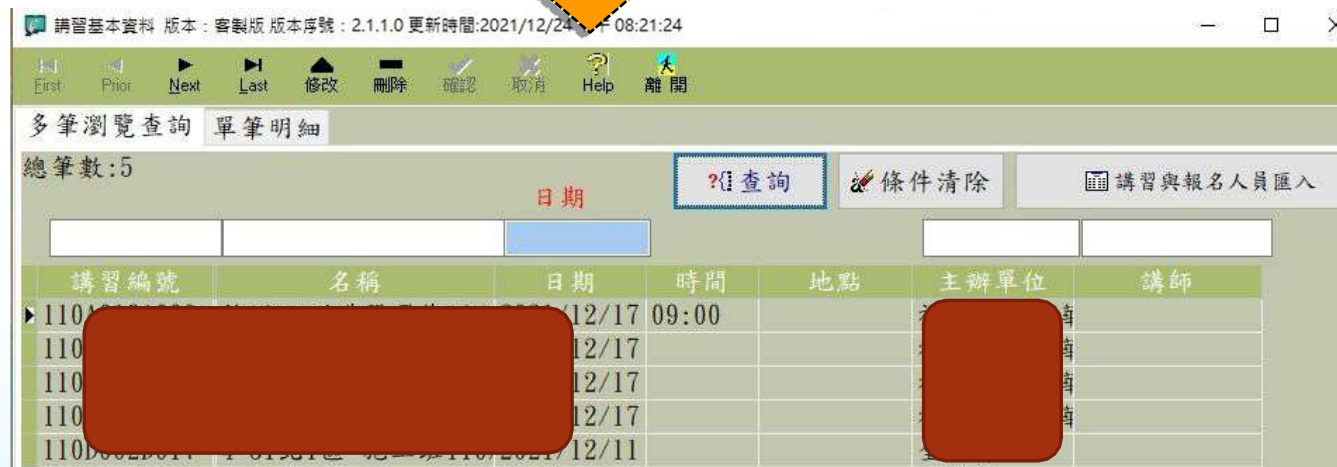 講習基本資料 版本：客製版 版本序號：2.1.1.0 更新時間:2021/12/24 08:21:24
First Prior Next Last 修改 刪除 確認 取消 Help 離開
多筆瀏覽查詢 單筆明細
總筆數:5
日期
查詢 條件清除 講習與報名人員匯入
講習編號 名稱 日期 時間 地點 主辦單位 講師
110 /12/17 09:00
110 12/17
110 12/17
110 12/17
2021/12/11